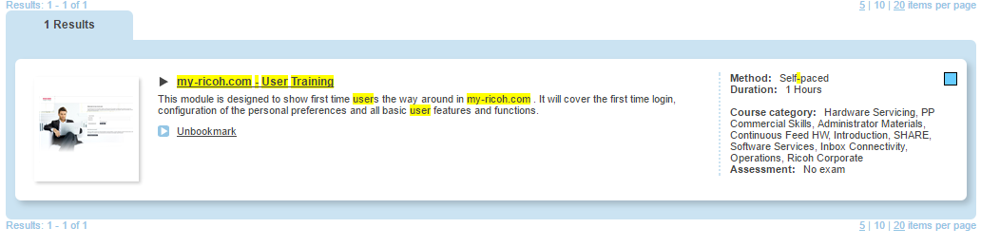 Results: 1 - 1 of 1
5 | 10 | 20 items per page
1 Results
my-ricoh.com - User Training
This module is designed to show first time users the way around in my-ricoh.com . It will cover the first time login,
configuration of the personal preferences and all basic user features and functions.
Unbookmark
Method: Self-paced
Duration: 1 Hours
Course category: Hardware Servicing, PP
Commercial Skills, Administrator Materials,
Continuous Feed HW, Introduction, SHARE,
Software Services, Inbox Connectivity,
Operations, Ricoh Corporate
Assessment: No exam
Results: 1 - 1 of 1
5 | 10 | 20 items per page